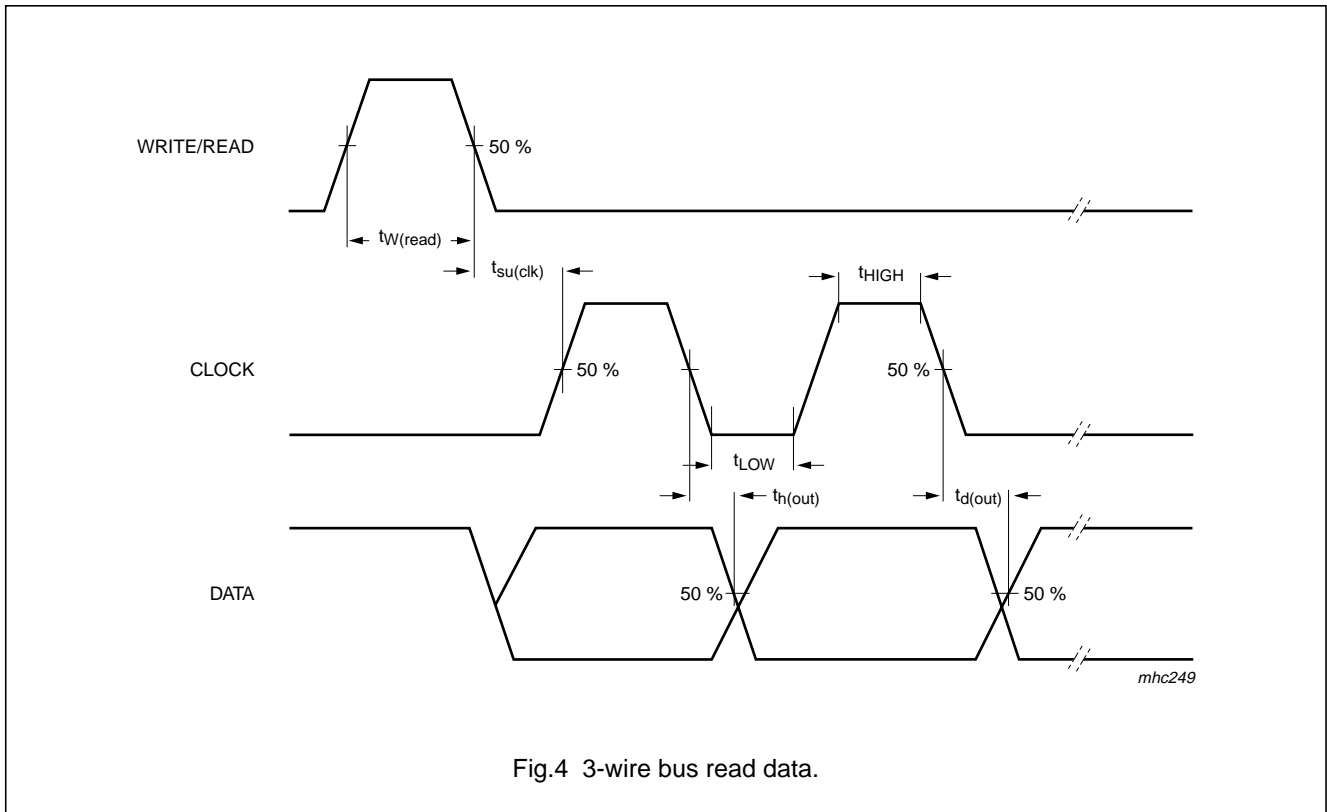 WRITE/READ
50 %
tW(read)
tsu(clk)
tHIGH
CLOCK
50 %
50 %
tLOW
th(out)
td(out)
DATA
50 %
50 %
mhc249
Fig.4 3-wire bus read data.